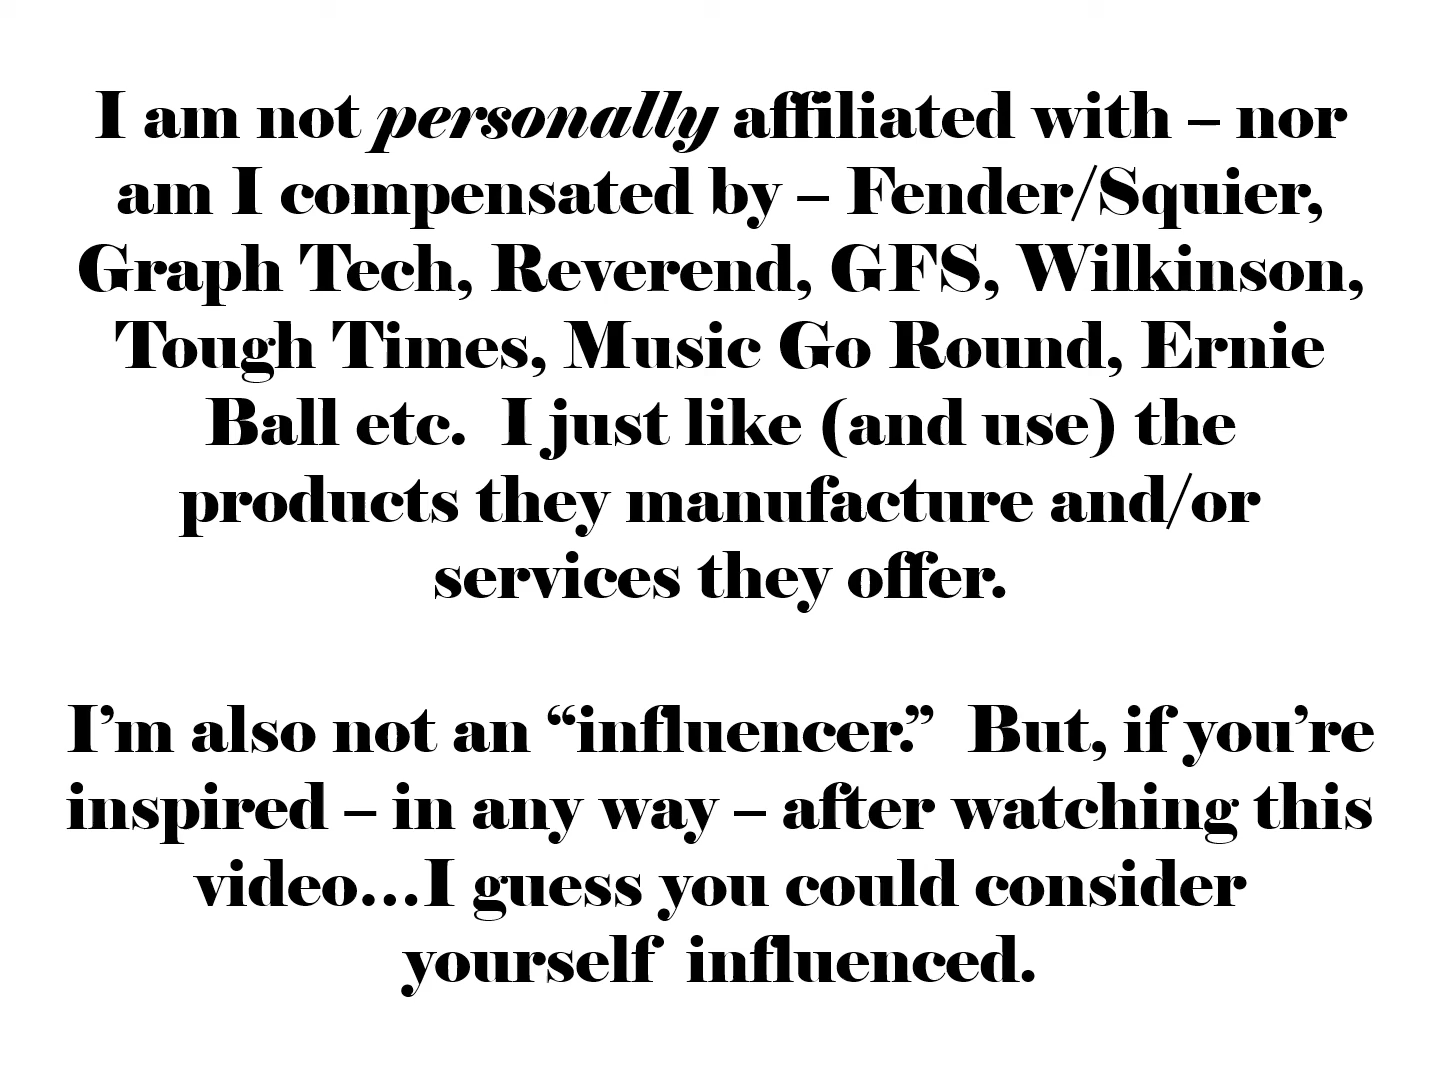 I am not personally affiliated with – nor
am I compensated by – Fender/Squier,
Graph Tech, Reverend, GFS, Wilkinson,
Tough Times, Music Go Round, Ernie
Ball etc.  I just like (and use) the
products they manufacture and/or
services they offer.
I’m also not an “influencer.”  But, if you’re
inspired – in any way – after watching this
video…I guess you could consider
yourself  influenced.